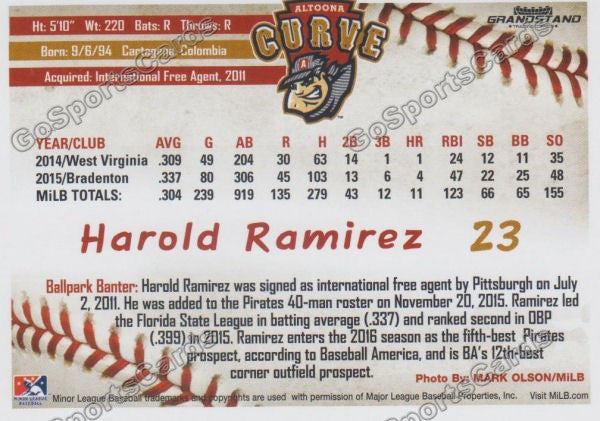 Ht: 5'10" Wt: 220 Bats: R Throws: R
Born: 9/6/94 Cartagena, Colombia
Acquired: International Free Agent, 2011
ALTOONA
CURVE
A
GRANDSTAND
GoSportsCards
YEAR/CLUB AVG G AB R H 2B 3B HR RBI SB BB SO
2014/West Virginia .309 49 204 30 63 14 1 1 24 12 11 35
2015/Bradenton .337 80 306 45 103 13 6 4 47 22 25 48
MiLB TOTALS: .304 239 919 135 279 43 12 11 123 66 65 155
Harold Ramirez 23
Ballpark Banter: Harold Ramirez was signed as international free agent by Pittsburgh on July
2, 2011. He was added to the Pirates 40-man roster on November 20, 2015. Ramirez led
the Florida State League in batting average (.337) and ranked second in OBP
(.399) in 2015. Ramirez enters the 2016 season as the fifth-best Pirates
prospect, according to Baseball America, and is BA's 12th-best
corner outfield prospect.
Photo By: MARK OLSON/MiLB
MINOR LEAGUE
BASEBALL
Minor League Baseball trademarks and copyrights are used with permission of Major League Baseball Properties, Inc. Visit MiLB.com